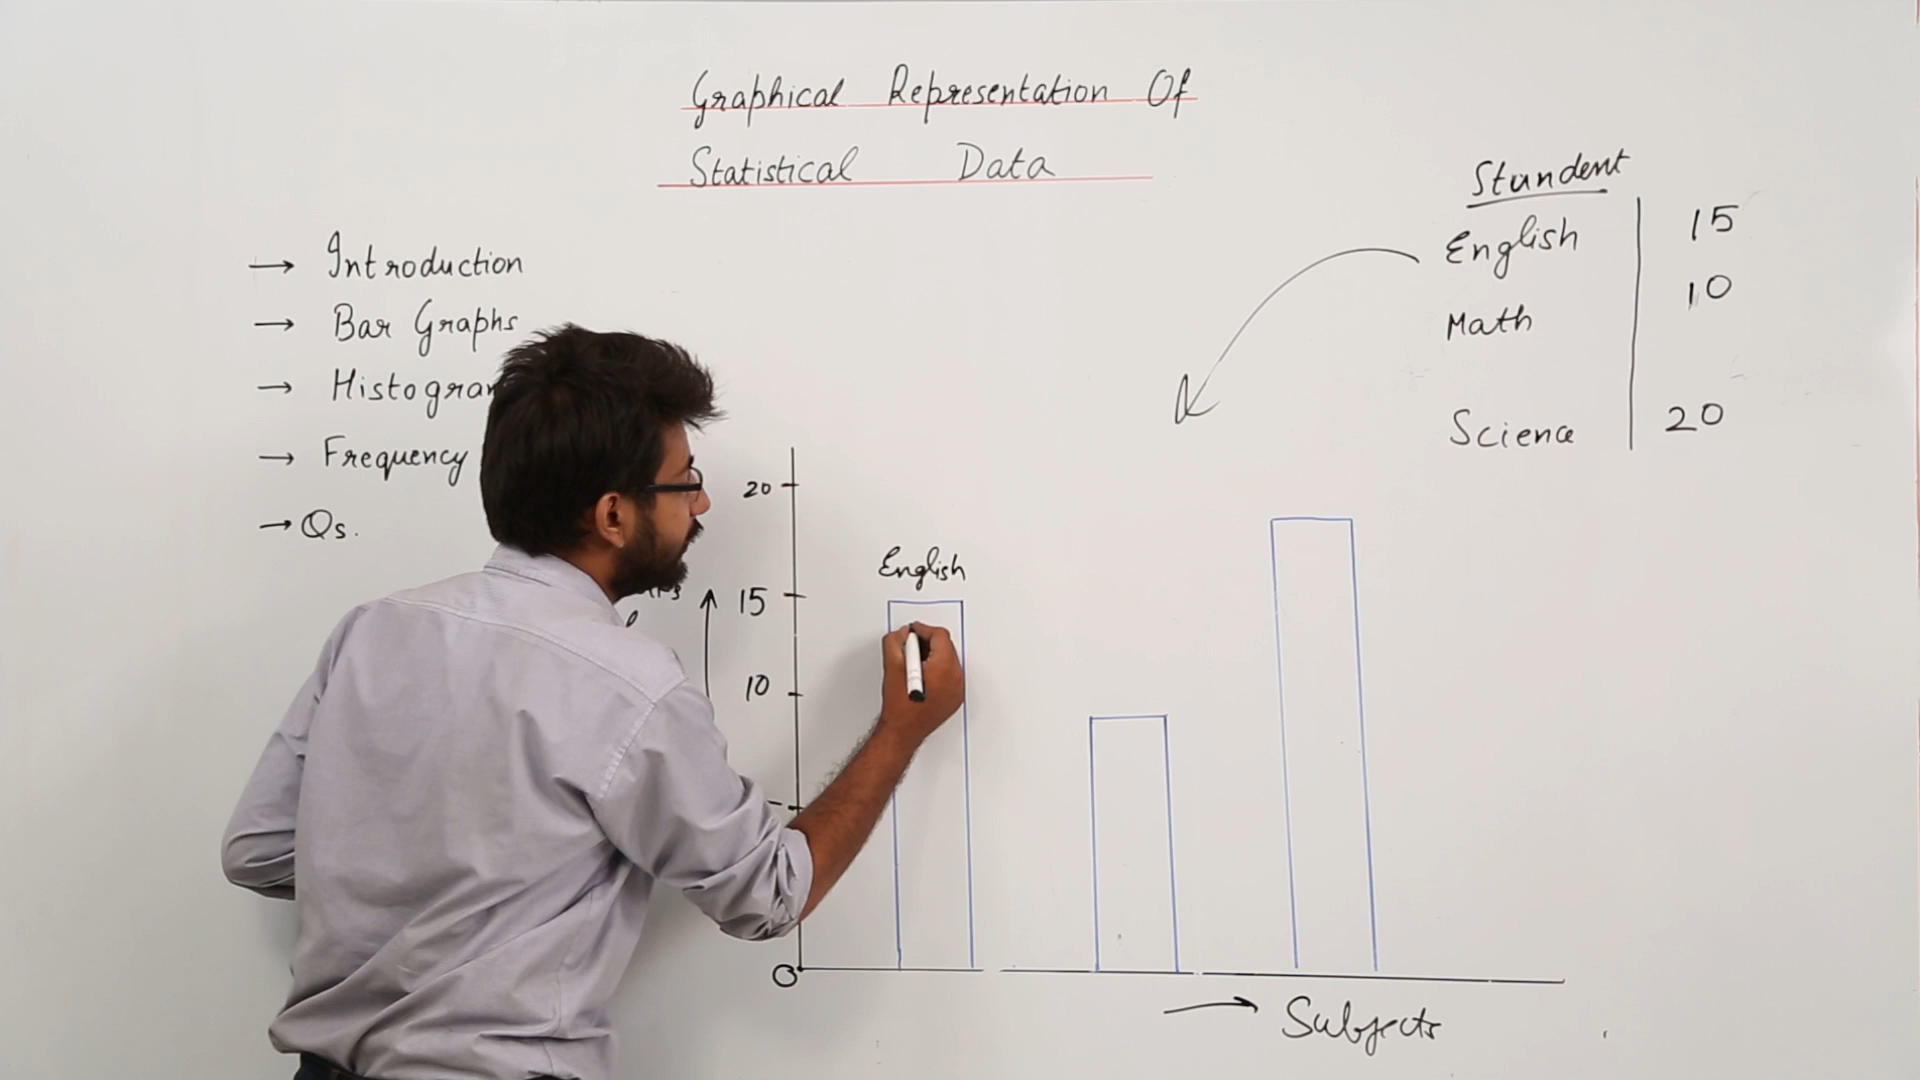 Graphical Representation Of
Statistical Data
→ Introduction
→ Bar Graphs
→
→ Frequency
→ Qs.
Stundent
English 15
Math 10
Science 20
20
15
10
O
English
→ Subjects